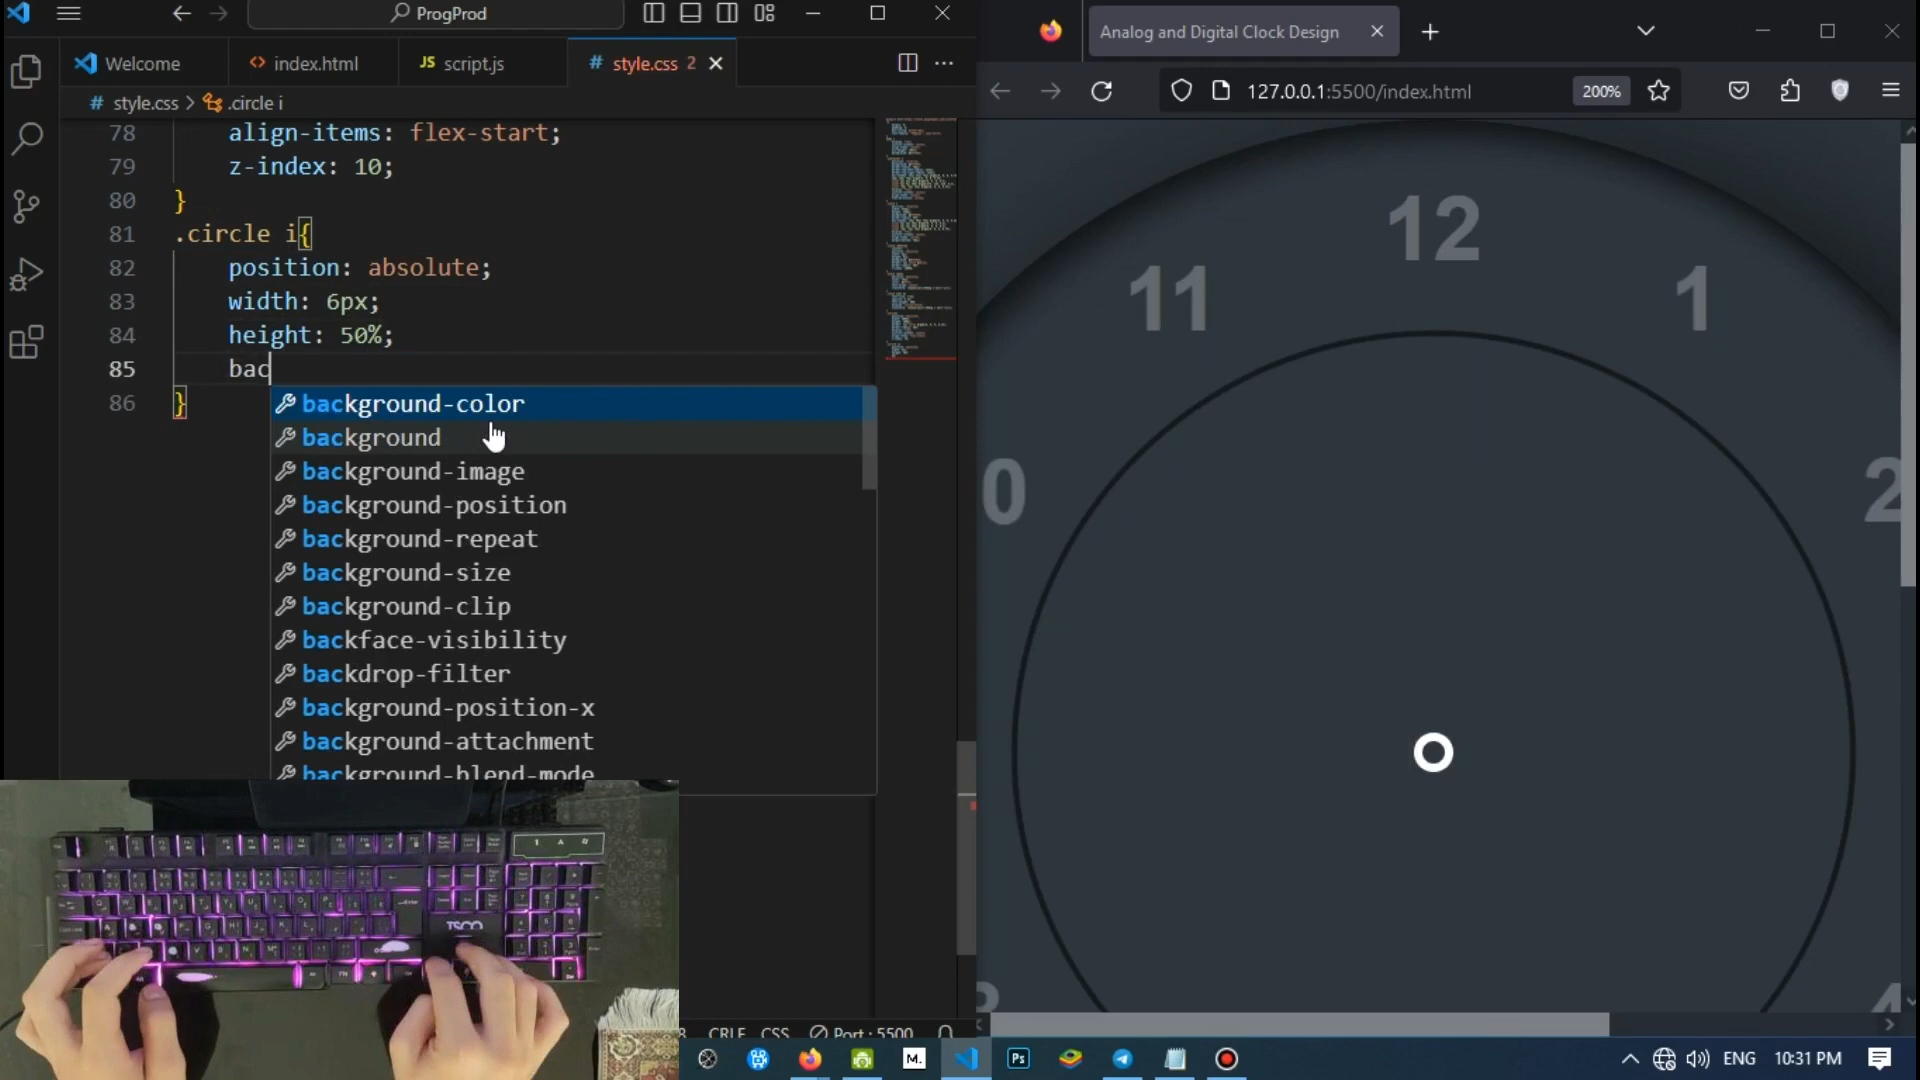 ProgProd
Welcome
index.html
JS script.js
# style.css 2
# style.css > .circle i
78 align-items: flex-start;
79 z-index: 10;
80 }
81 .circle i{
82 position: absolute;
83 width: 6px;
84 height: 50%;
85 bac
86 }
background-color
background
background-image
background-position
background-repeat
background-size
background-clip
backface-visibility
backdrop-filter
background-position-x
background-attachment
background-blend-mode
CRLF CSS Port : 5500
Analog and Digital Clock Design
127.0.0.1:5500/index.html 200%
12
11 1
0 2
4
TSCO
M. Ps
ENG 10:31 PM